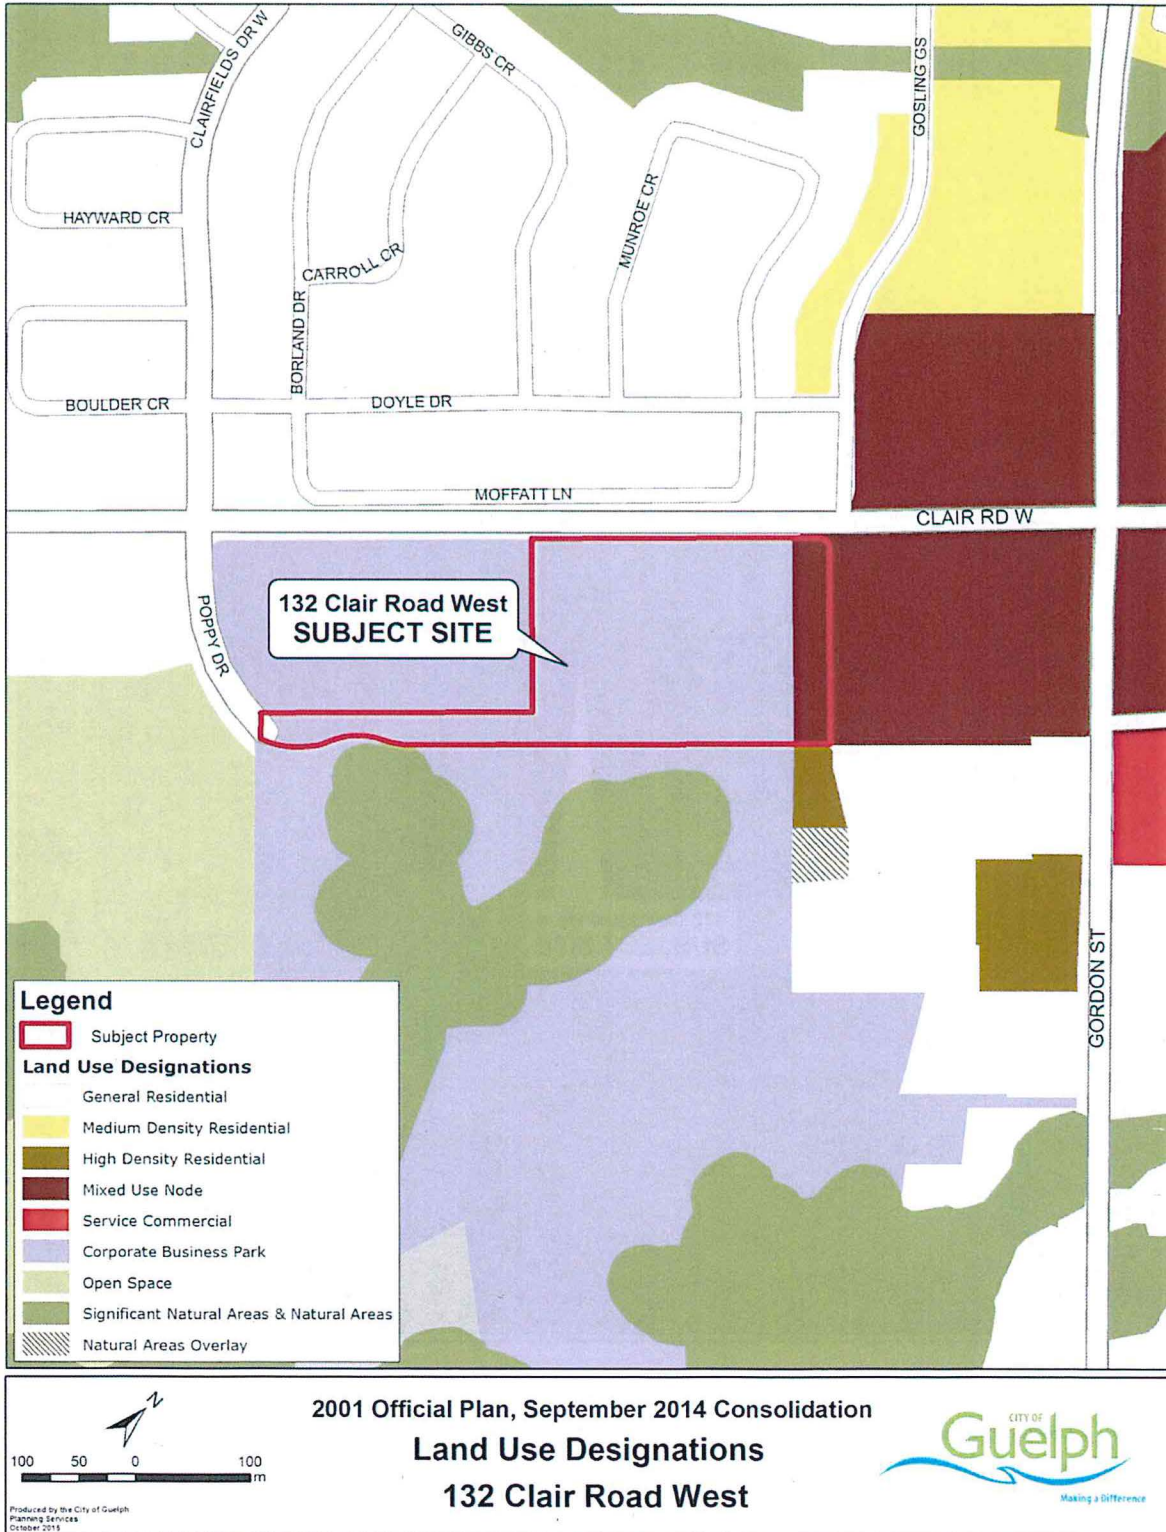 CLAIRFIELDS DR W
GIBBS CR
GOSLING GS
HAYWARD CR
CARROLL CR
MUNROE CR
BORLAND DR
BOULDER CR
DOYLE DR
MOFFATT LN
CLAIR RD W
132 Clair Road West
SUBJECT SITE
POPPY DR
GORDON ST
Legend
Subject Property
Land Use Designations
General Residential
Medium Density Residential
High Density Residential
Mixed Use Node
Service Commercial
Corporate Business Park
Open Space
Significant Natural Areas & Natural Areas
Natural Areas Overlay
N
100 50 0 100
m
Produced by the City of Guelph
Planning Services
October 2015
2001 Official Plan, September 2014 Consolidation
Land Use Designations
132 Clair Road West
CITY OF
Guelph
Making a Difference